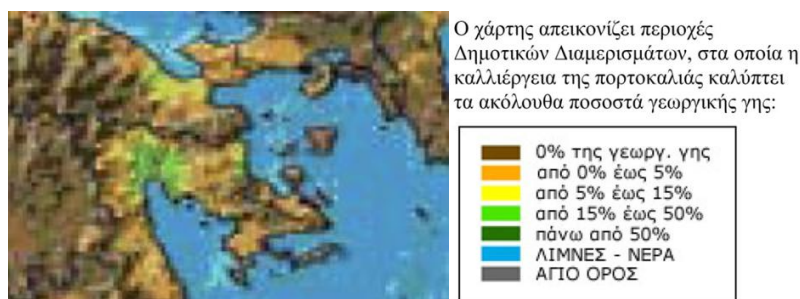 Ο χάρτης απεικονίζει περιοχές
Δημοτικών Διαμερισμάτων, στα οποία η
καλλιέργεια της πορτοκαλιάς καλύπτει
τα ακόλουθα ποσοστά γεωργικής γης:
0% της γεωργ. γης
από 0% έως 5%
από 5% έως 15%
από 15% έως 50%
πάνω από 50%
ΛΙΜΝΕΣ - ΝΕΡΑ
ΑΓΙΟ ΟΡΟΣ